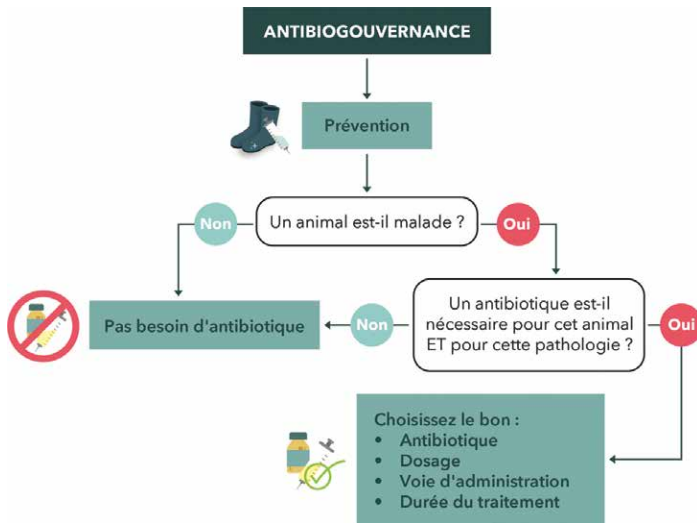 ANTIBIOGOUVERNANCE
Prévention
Non
Un animal est-il malade ?
Oui
Pas besoin d'antibiotique
Non
Un antibiotique est-il
nécessaire pour cet animal
ET pour cette pathologie ?
Oui
Choisissez le bon :
• Antibiotique
• Dosage
• Voie d'administration
• Durée du traitement